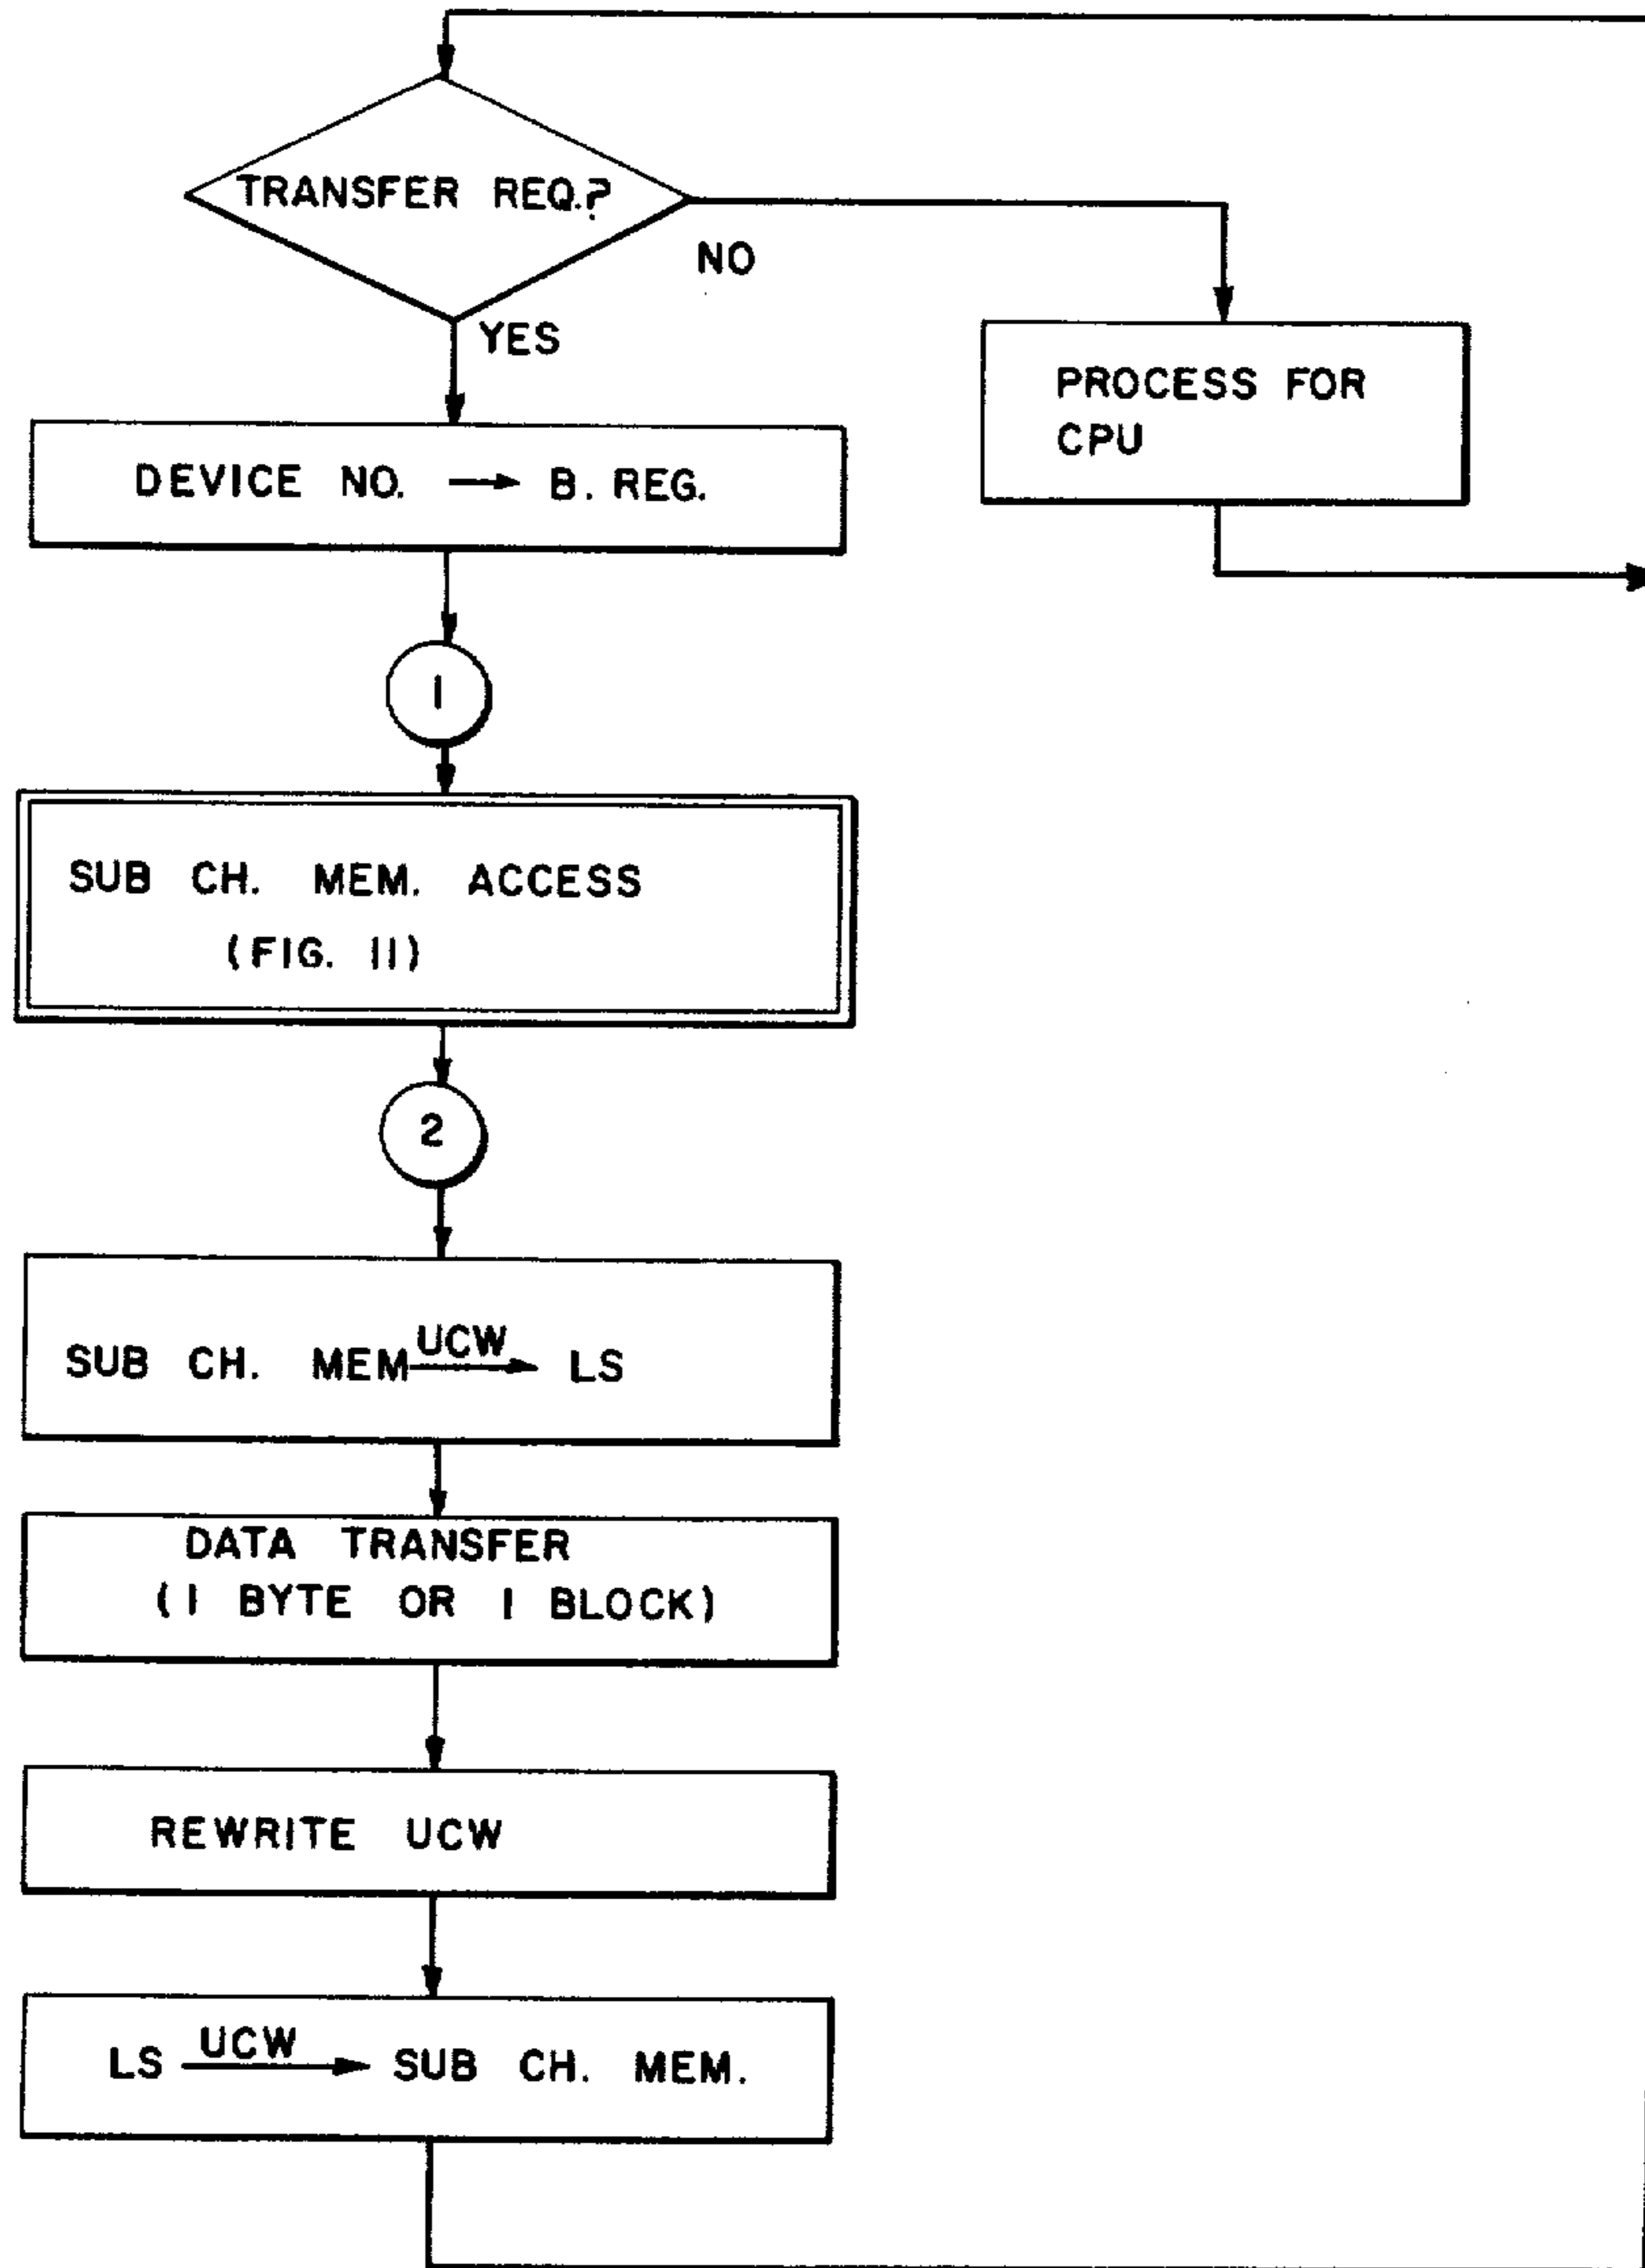 TRANSFER REQ.?
NO
YES
PROCESS FOR
CPU
DEVICE NO. → B. REG.
1
SUB CH. MEM. ACCESS
(FIG. 11)
2
UCW
SUB CH. MEM → LS
DATA TRANSFER
(1 BYTE OR 1 BLOCK)
REWRITE UCW
UCW
LS → SUB CH. MEM.